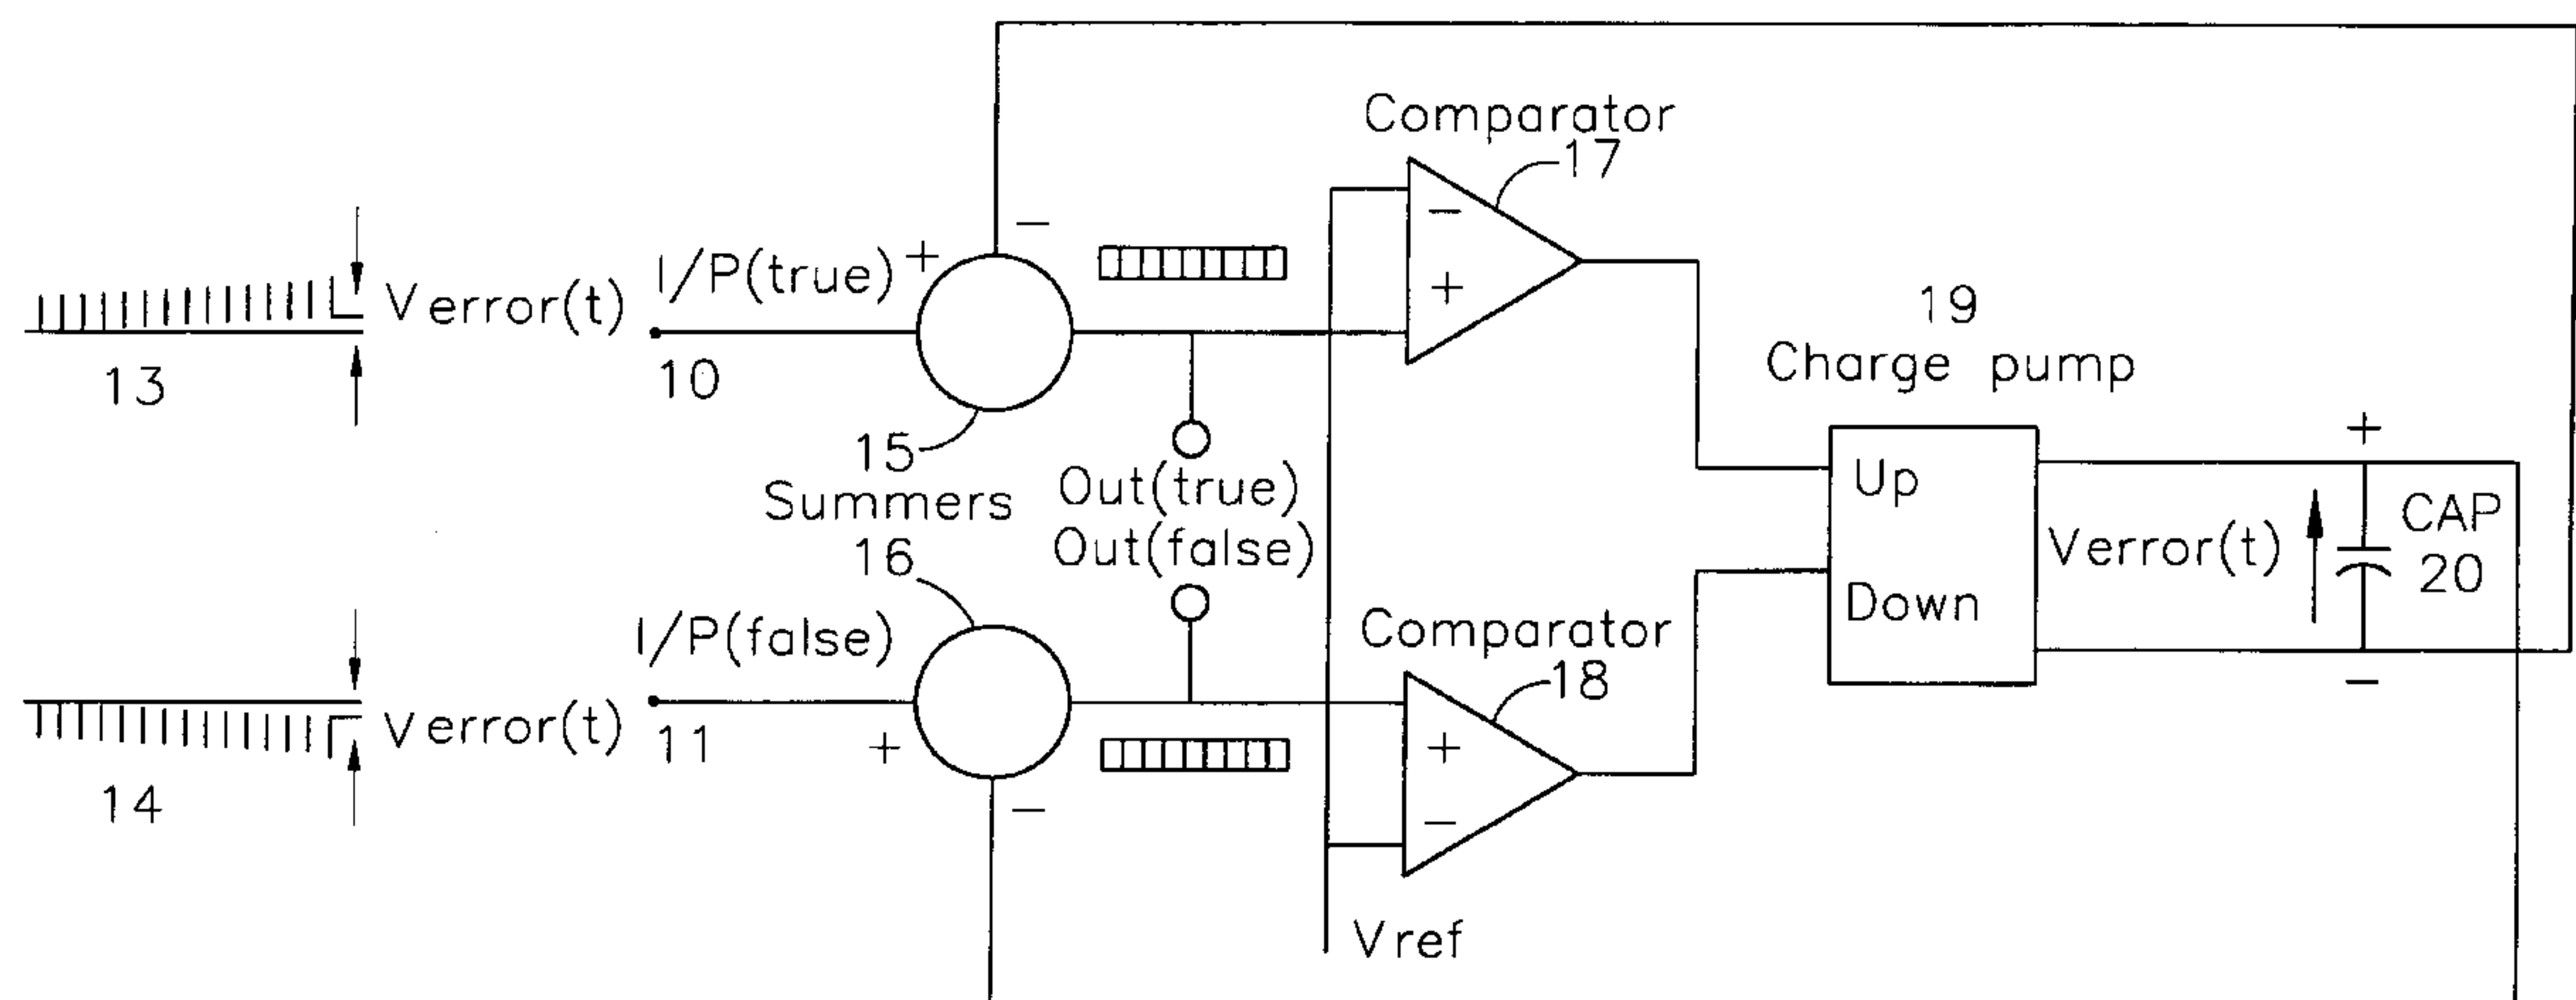 Comparator
17
−
+
+
−
I/P(true)
Verror(t)
13
10
15
Summers
16
Out(true)
Out(false)
19
Charge pump
Up
Down
Verror(t)
+
CAP
20
−
I/P(false)
Verror(t)
14
11
+
−
Comparator
18
+
−
Vref